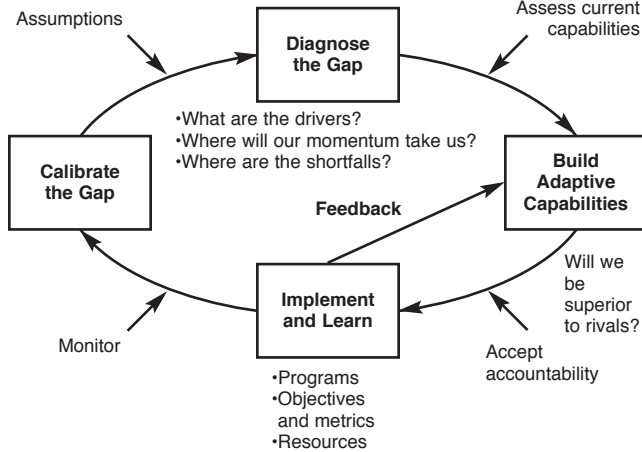 Assumptions
Diagnose
the Gap
Assess current
capabilities
•What are the drivers?
•Where will our momentum take us?
•Where are the shortfalls?
Calibrate
the Gap
Build
Adaptive
Capabilities
Feedback
Implement
and Learn
Will we
be
superior
to rivals?
Monitor
Accept
accountability
•Programs
•Objectives
and metrics
•Resources